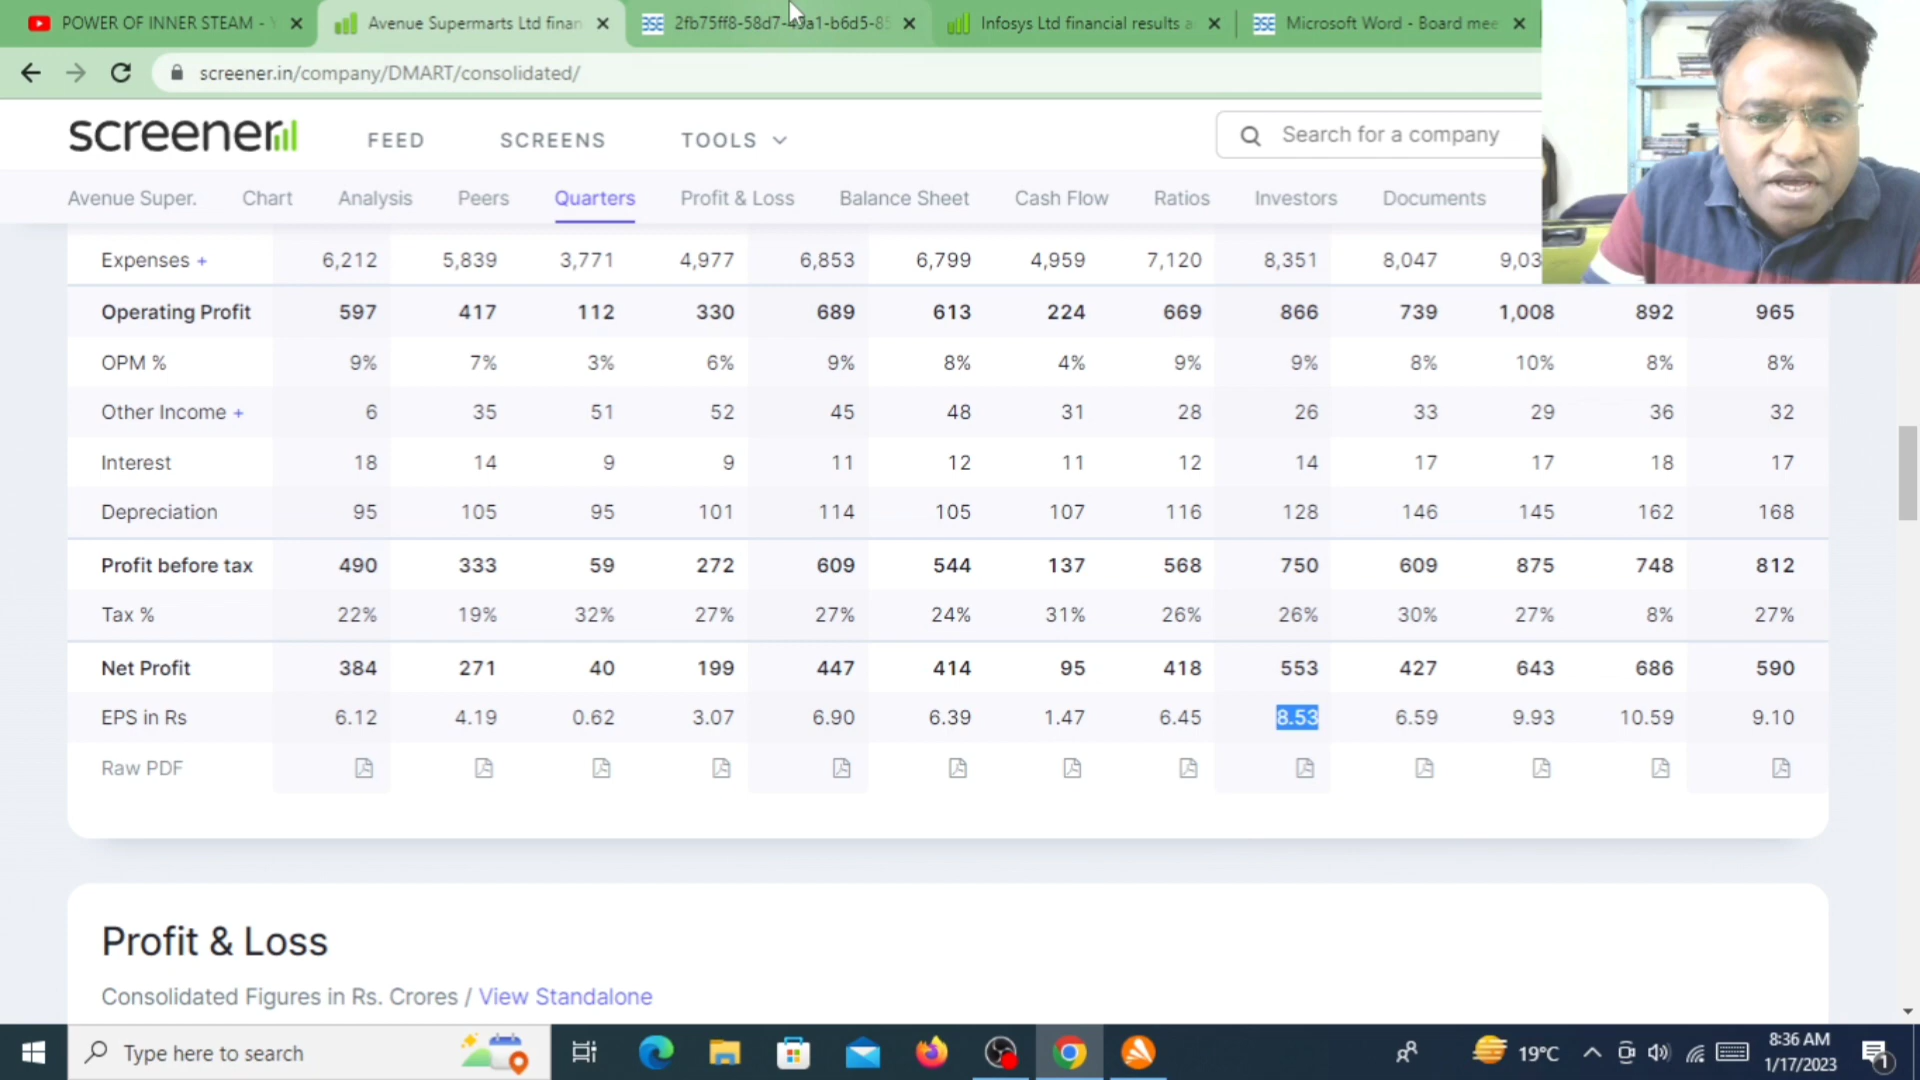 POWER OF INNER STEAM - Y
Avenue Supermarts Ltd finan
2fb75ff8-58d7-49a1-b6d5-85
Infosys Ltd financial results a
Microsoft Word - Board mee
screener.in/company/DMART/consolidated/
screener FEED SCREENS TOOLS Search for a company
Avenue Super. Chart Analysis Peers Quarters Profit & Loss Balance Sheet Cash Flow Ratios Investors Documents
Expenses + 6,212 5,839 3,771 4,977 6,853 6,799 4,959 7,120 8,351 8,047 9,03
Operating Profit 597 417 112 330 689 613 224 669 866 739 1,008 892 965
OPM % 9% 7% 3% 6% 9% 8% 4% 9% 9% 8% 10% 8% 8%
Other Income + 6 35 51 52 45 48 31 28 26 33 29 36 32
Interest 18 14 9 9 11 12 11 12 14 17 17 18 17
Depreciation 95 105 95 101 114 105 107 116 128 146 145 162 168
Profit before tax 490 333 59 272 609 544 137 568 750 609 875 748 812
Tax % 22% 19% 32% 27% 27% 24% 31% 26% 26% 30% 27% 8% 27%
Net Profit 384 271 40 199 447 414 95 418 553 427 643 686 590
EPS in Rs 6.12 4.19 0.62 3.07 6.90 6.39 1.47 6.45 8.53 6.59 9.93 10.59 9.10
Raw PDF
Profit & Loss
Consolidated Figures in Rs. Crores / View Standalone
Type here to search
19°C
8:36 AM
1/17/2023
1